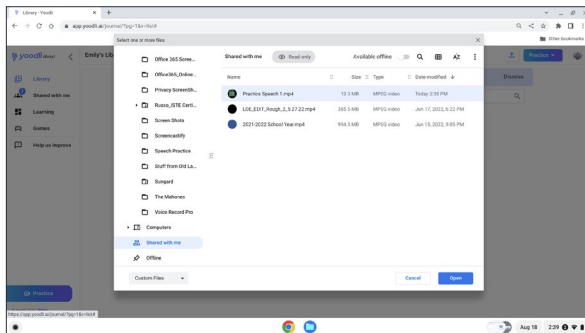 Library - Yoodli
app.yoodli.ai/journal/?pg=1&v=list#
Other bookmarks
yoodli
Emily's Lib
Practice
Library
Shared with me
Learning
Games
Help us improve
Dismiss
Practice
Select one or more files
Office 365 Scree...
Office365_Online...
Privacy ScreenSh...
Russo_ISTE Certi...
Screen Shots
Screencastify
Speech Practice
Stuff from Old La...
Sungard
The Mahones
Voice Record Pro
Computers
Shared with me
Offline
Shared with me
Read-only
Available offline
Name Size Type Date modified
Practice Speech 1.mp4 13.3 MB MPEG video Today 2:39 PM
LOE_EDIT_Rough_2_5.27.22.mp4 365.5 MB MPEG video Jun 17, 2022, 6:22 PM
2021-2022 School Year.mp4 994.5 MB MPEG video Jun 15, 2022, 9:05 PM
Custom Files
Cancel
Open
https://app.yoodli.ai/journal/?pg=1&v=list#
Aug 18 2:39